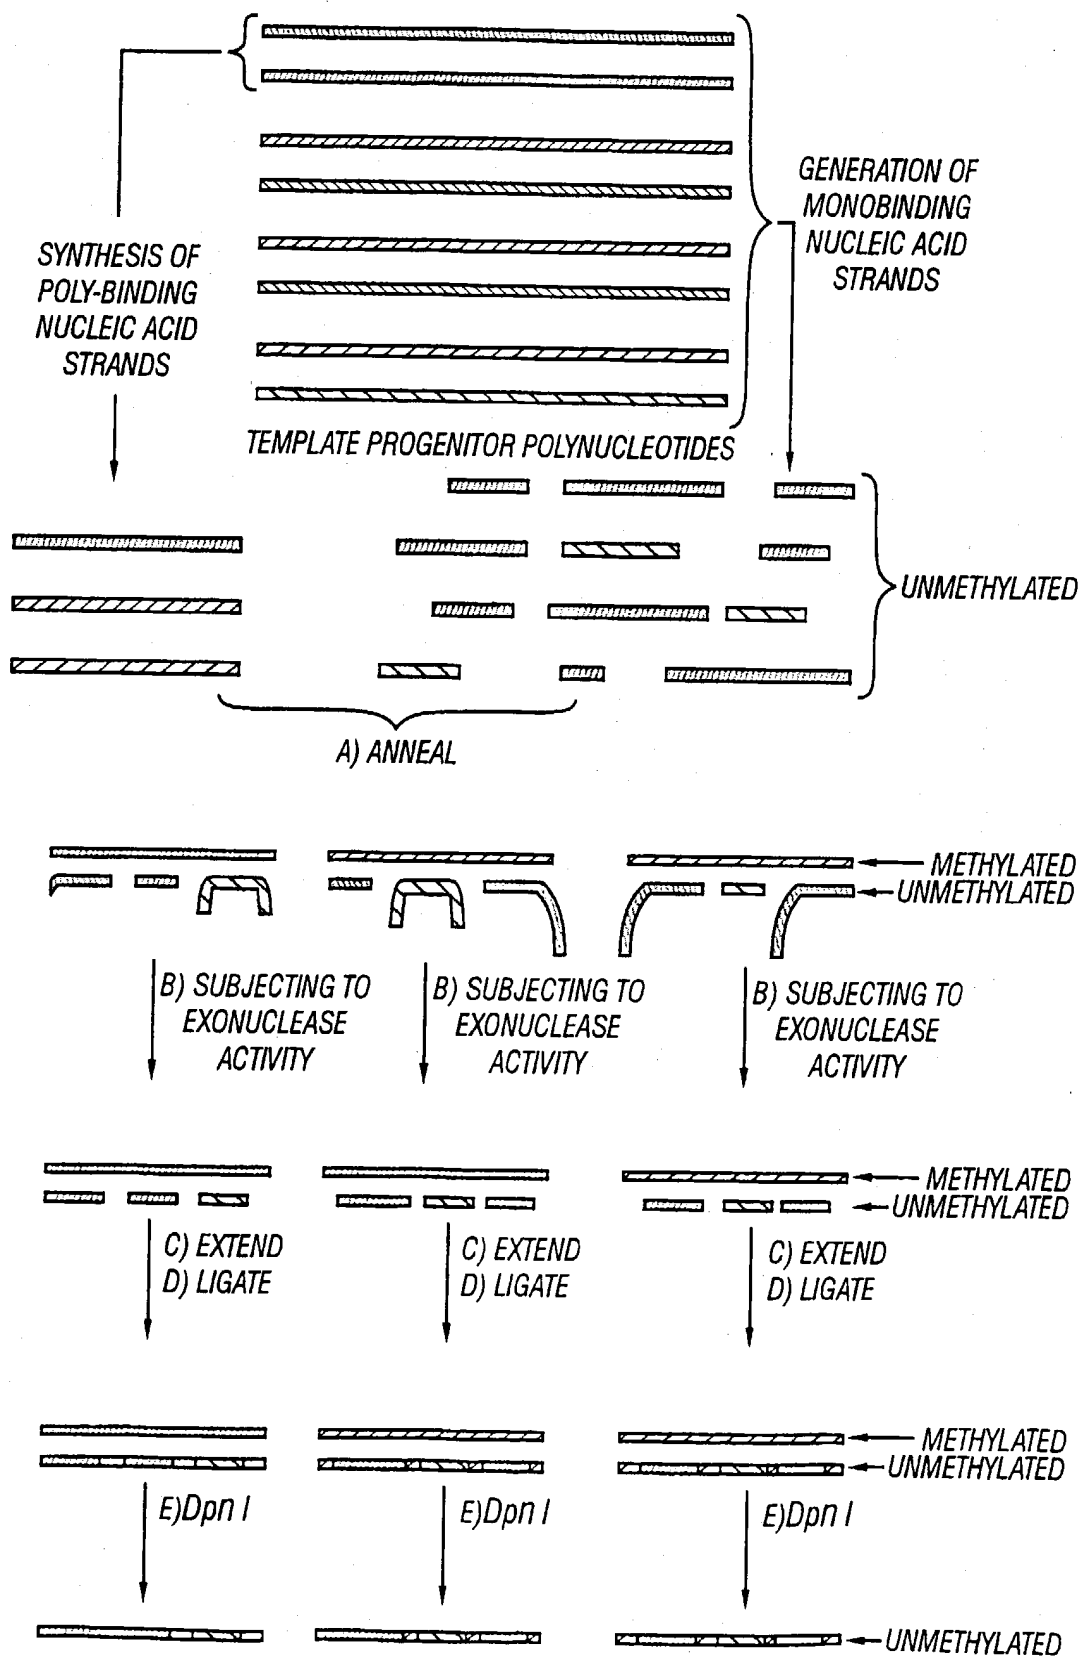 GENERATION OF
MONOBINDING
NUCLEIC ACID
STRANDS
SYNTHESIS OF
POLY-BINDING
NUCLEIC ACID
STRANDS
TEMPLATE PROGENITOR POLYNUCLEOTIDES
UNMETHYLATED
A) ANNEAL
METHYLATED
UNMETHYLATED
B) SUBJECTING TO
EXONUCLEASE
ACTIVITY
B) SUBJECTING TO
EXONUCLEASE
ACTIVITY
B) SUBJECTING TO
EXONUCLEASE
ACTIVITY
METHYLATED
UNMETHYLATED
C) EXTEND
D) LIGATE
C) EXTEND
D) LIGATE
C) EXTEND
D) LIGATE
METHYLATED
UNMETHYLATED
E)Dpn I
E)Dpn I
E)Dpn I
UNMETHYLATED